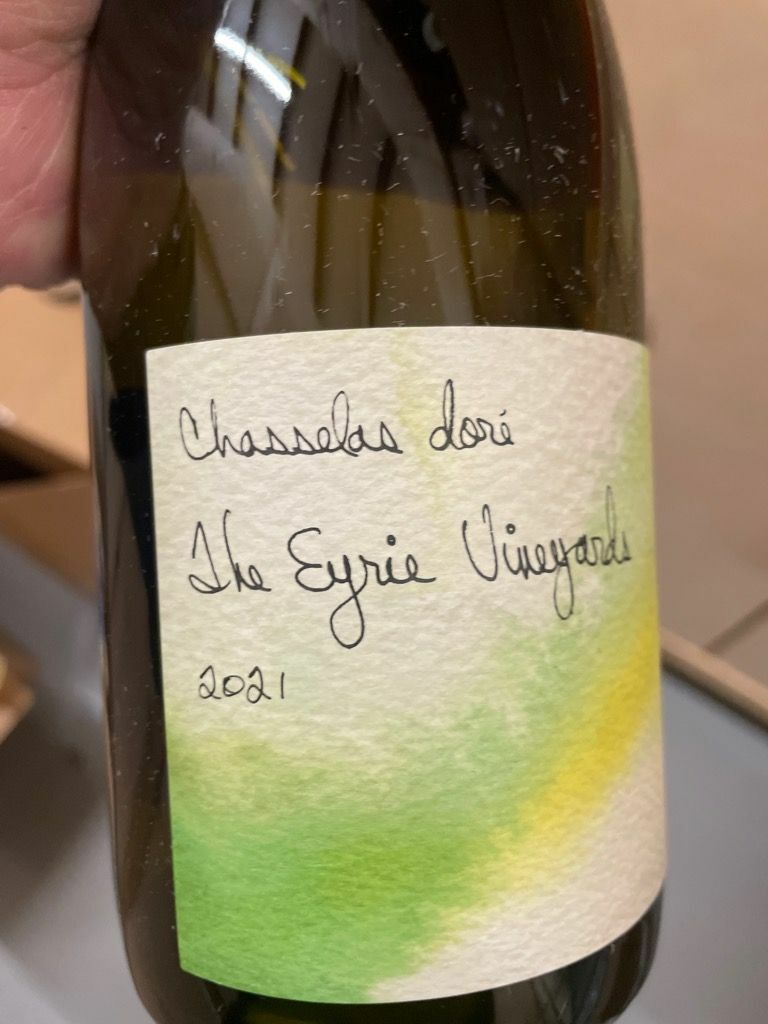 Chasselas doré
The Eyrie Vineyards
2021